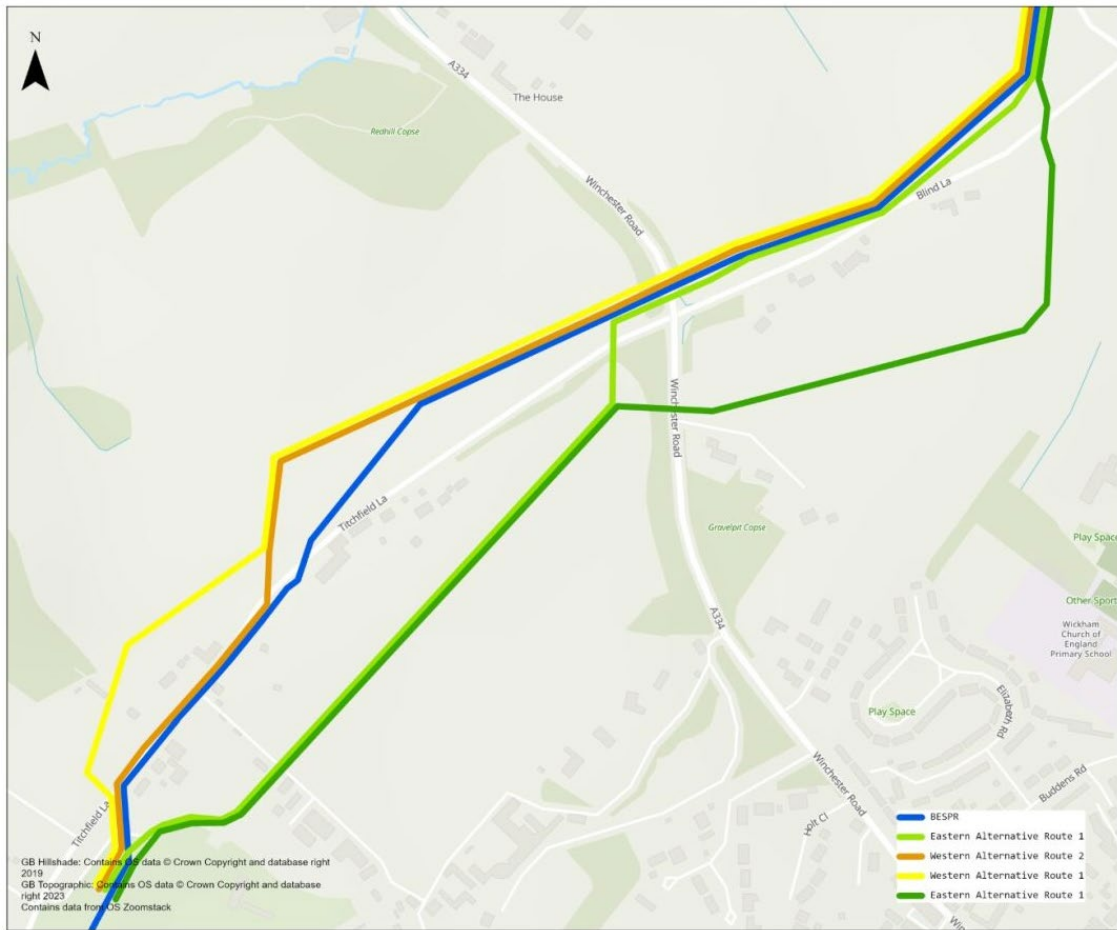 N
A334
The House
Redhill Copse
Winchester Road
Blind La
Winchester Road
Titchfield La
Gravelpit Copse
Play Space
Other Sport
A334
Wickham
Church of
England
Primary School
Elizabeth Rd
Play Space
Winchester Road
Buddens Rd
Titchfield La
Holt Cl
Win
BESPR
Eastern Alternative Route 1
Western Alternative Route 2
Western Alternative Route 1
Eastern Alternative Route 1
GB Hillshade: Contains OS data © Crown Copyright and database right
2019
GB Topographic: Contains OS data © Crown Copyright and database
right 2023
Contains data from OS Zoomstack